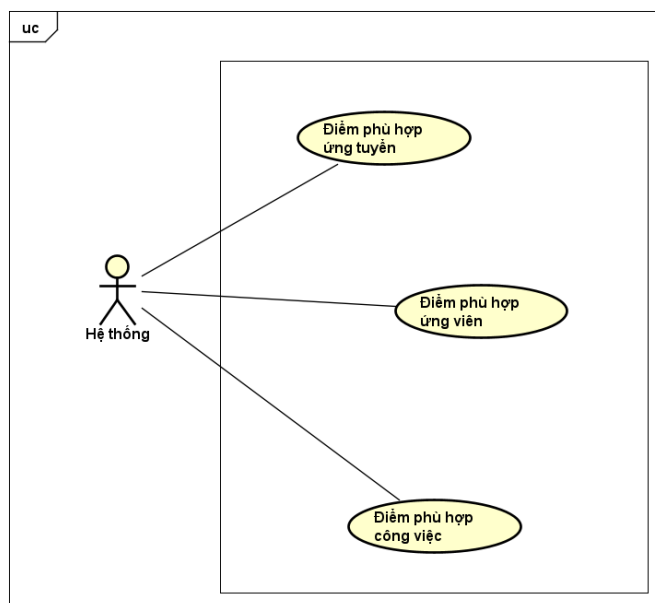 uc
Điểm phù hợp
ứng tuyển
Điểm phù hợp
ứng viên
Hệ thống
Điểm phù hợp
công việc